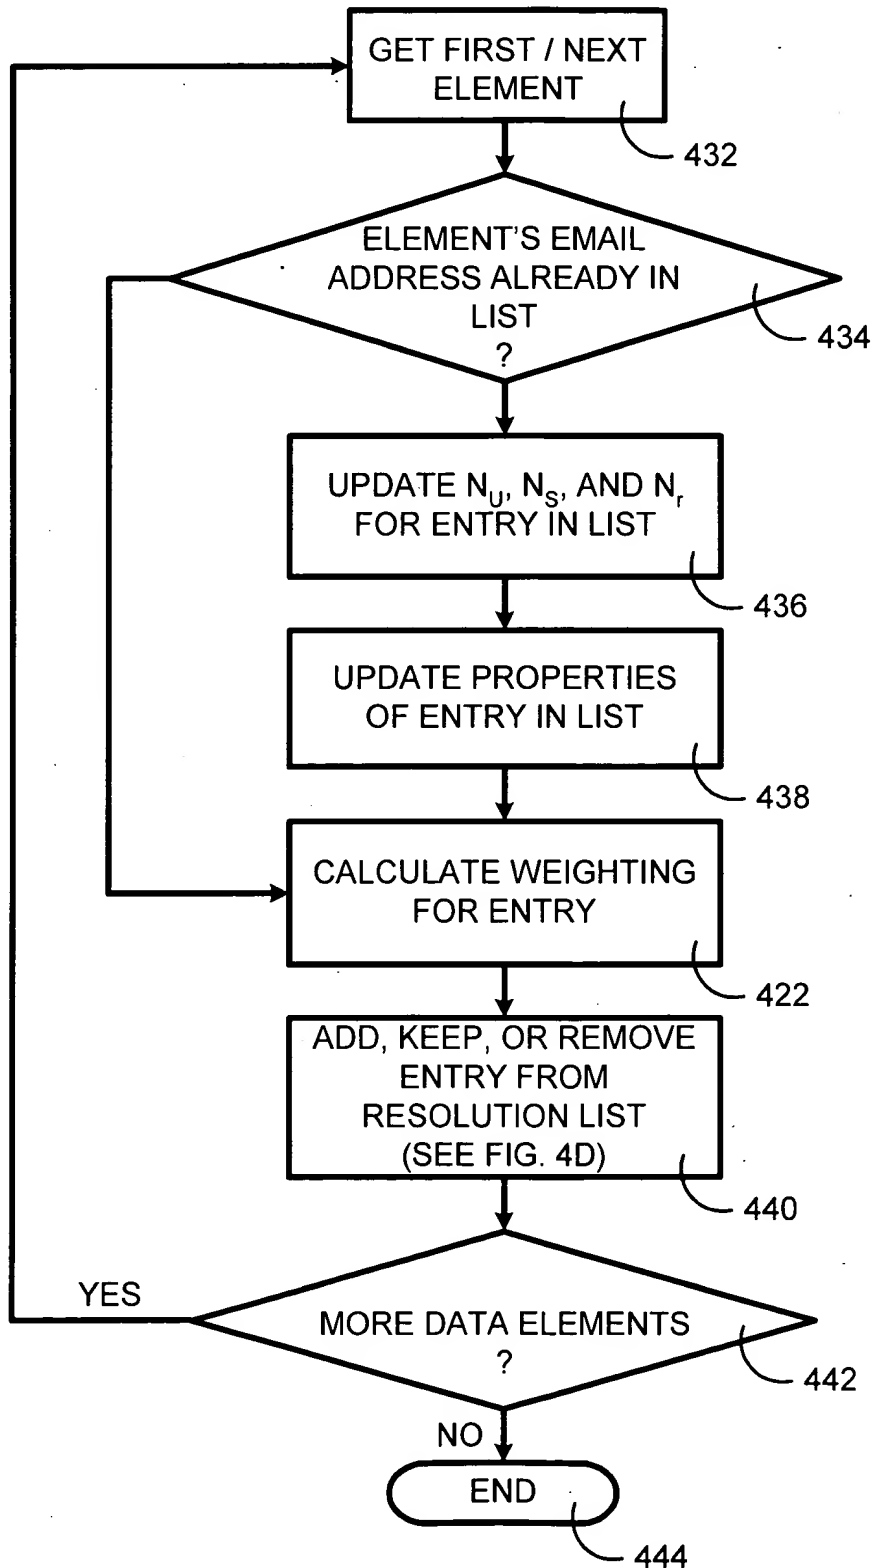 GET FIRST / NEXT
ELEMENT
432
ELEMENT'S EMAIL
ADDRESS ALREADY IN
LIST
?
434
UPDATE NU, NS, AND Nr
FOR ENTRY IN LIST
436
UPDATE PROPERTIES
OF ENTRY IN LIST
438
CALCULATE WEIGHTING
FOR ENTRY
422
ADD, KEEP, OR REMOVE
ENTRY FROM
RESOLUTION LIST
(SEE FIG. 4D)
440
YES
MORE DATA ELEMENTS
?
442
NO
END
444